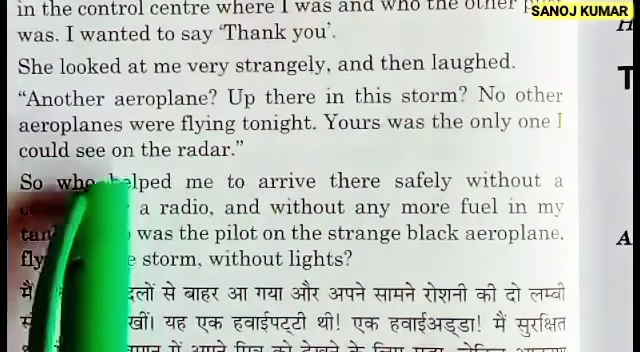 in the control centre where I was and who the other
SANOJ KUMAR
was. I wanted to say 'Thank you'.
She looked at me very strangely, and then laughed.
"Another aeroplane? Up there in this storm? No other
aeroplanes were flying tonight. Yours was the only one I
could see on the radar."
So who helped me to arrive there safely without a
a radio, and without any more fuel in my
was the pilot on the strange black aeroplane,
storm, without lights?
मैं बाहर आ गया और अपने सामने रोशनी की दो लम्बी
यह एक हवाईपट्टी थी! एक हवाईअड्डा! मैं सुरक्षित